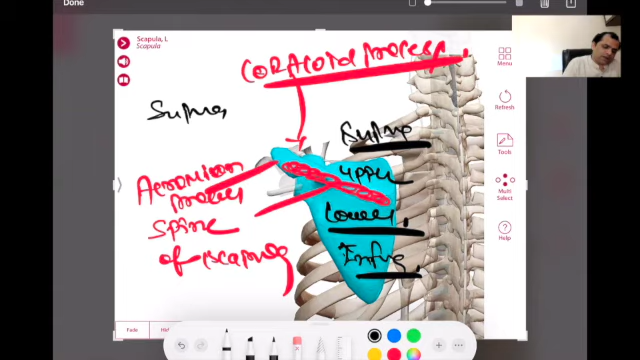 Done
Scapula, L
Scapula
CORACOID process.
Supra
Supra
upper
Acromion
process
Lower,
Spine
of scapula
Infra,
Menu
Refresh
Tools
Multi
Select
Help
Fade